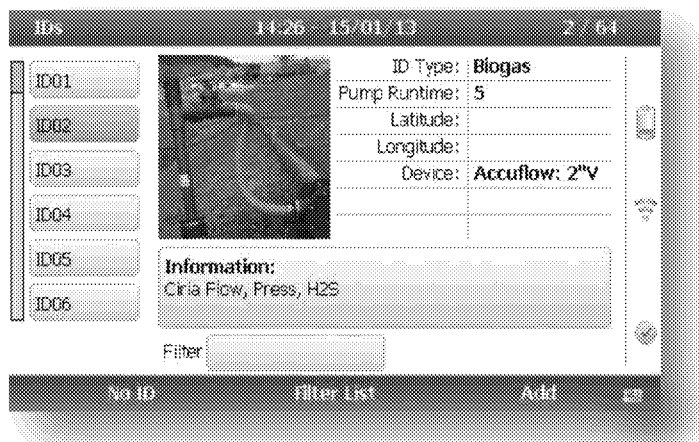 IDs 14:26 - 15/01/13 2 / 64
ID01
ID02
ID03
ID04
ID05
ID06
ID Type: Biogas
Pump Runtime: 5
Latitude:
Longitude:
Device: Accuflow: 2"V
Information:
Ciria Flow, Press, H2S
Filter
No ID Filter List Add